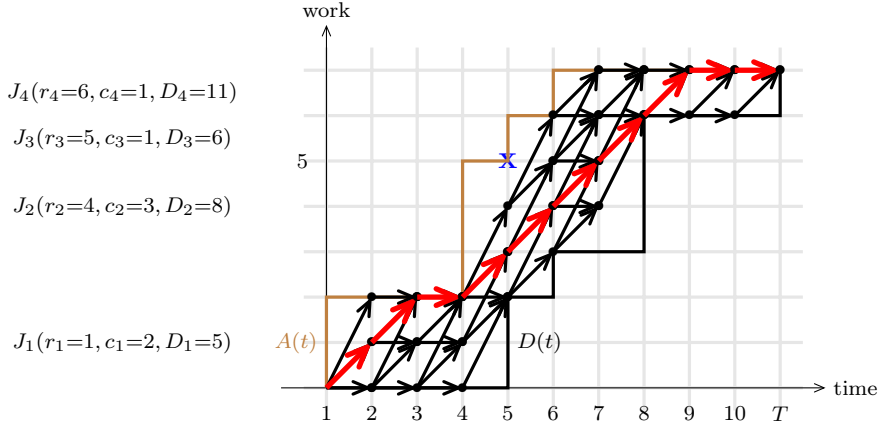 work
J₄(r₄=6, c₄=1, D₄=11)
J₃(r₃=5, c₃=1, D₃=6)
5
X
J₂(r₂=4, c₂=3, D₂=8)
J₁(r₁=1, c₁=2, D₁=5)
A(t)
D(t)
time
1 2 3 4 5 6 7 8 9 10 T